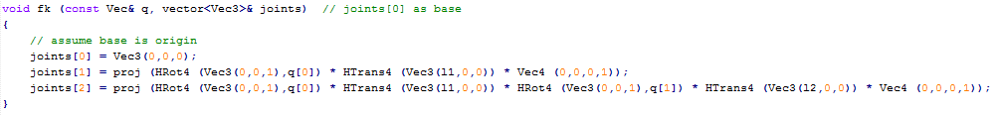 void fk (const Vec& q, vector<Vec3>& joints)  // joints[0] as base
{
    // assume base is origin
    joints[0] = Vec3(0,0,0);
    joints[1] = proj (HRot4 (Vec3(0,0,1),q[0]) * HTrans4 (Vec3(l1,0,0)) * Vec4 (0,0,0,1));
    joints[2] = proj (HRot4 (Vec3(0,0,1),q[0]) * HTrans4 (Vec3(l1,0,0)) * HRot4 (Vec3(0,0,1),q[1]) * HTrans4 (Vec3(l2,0,0)) * Vec4 (0,0,0,1));
}